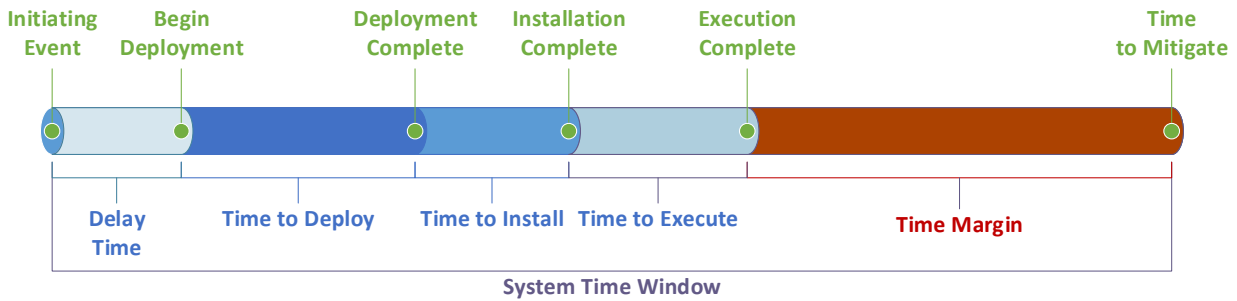 Initiating
Event
Begin
Deployment
Deployment
Complete
Installation
Complete
Execution
Complete
Time
to Mitigate
Delay
Time
Time to Deploy
Time to Install
Time to Execute
Time Margin
System Time Window